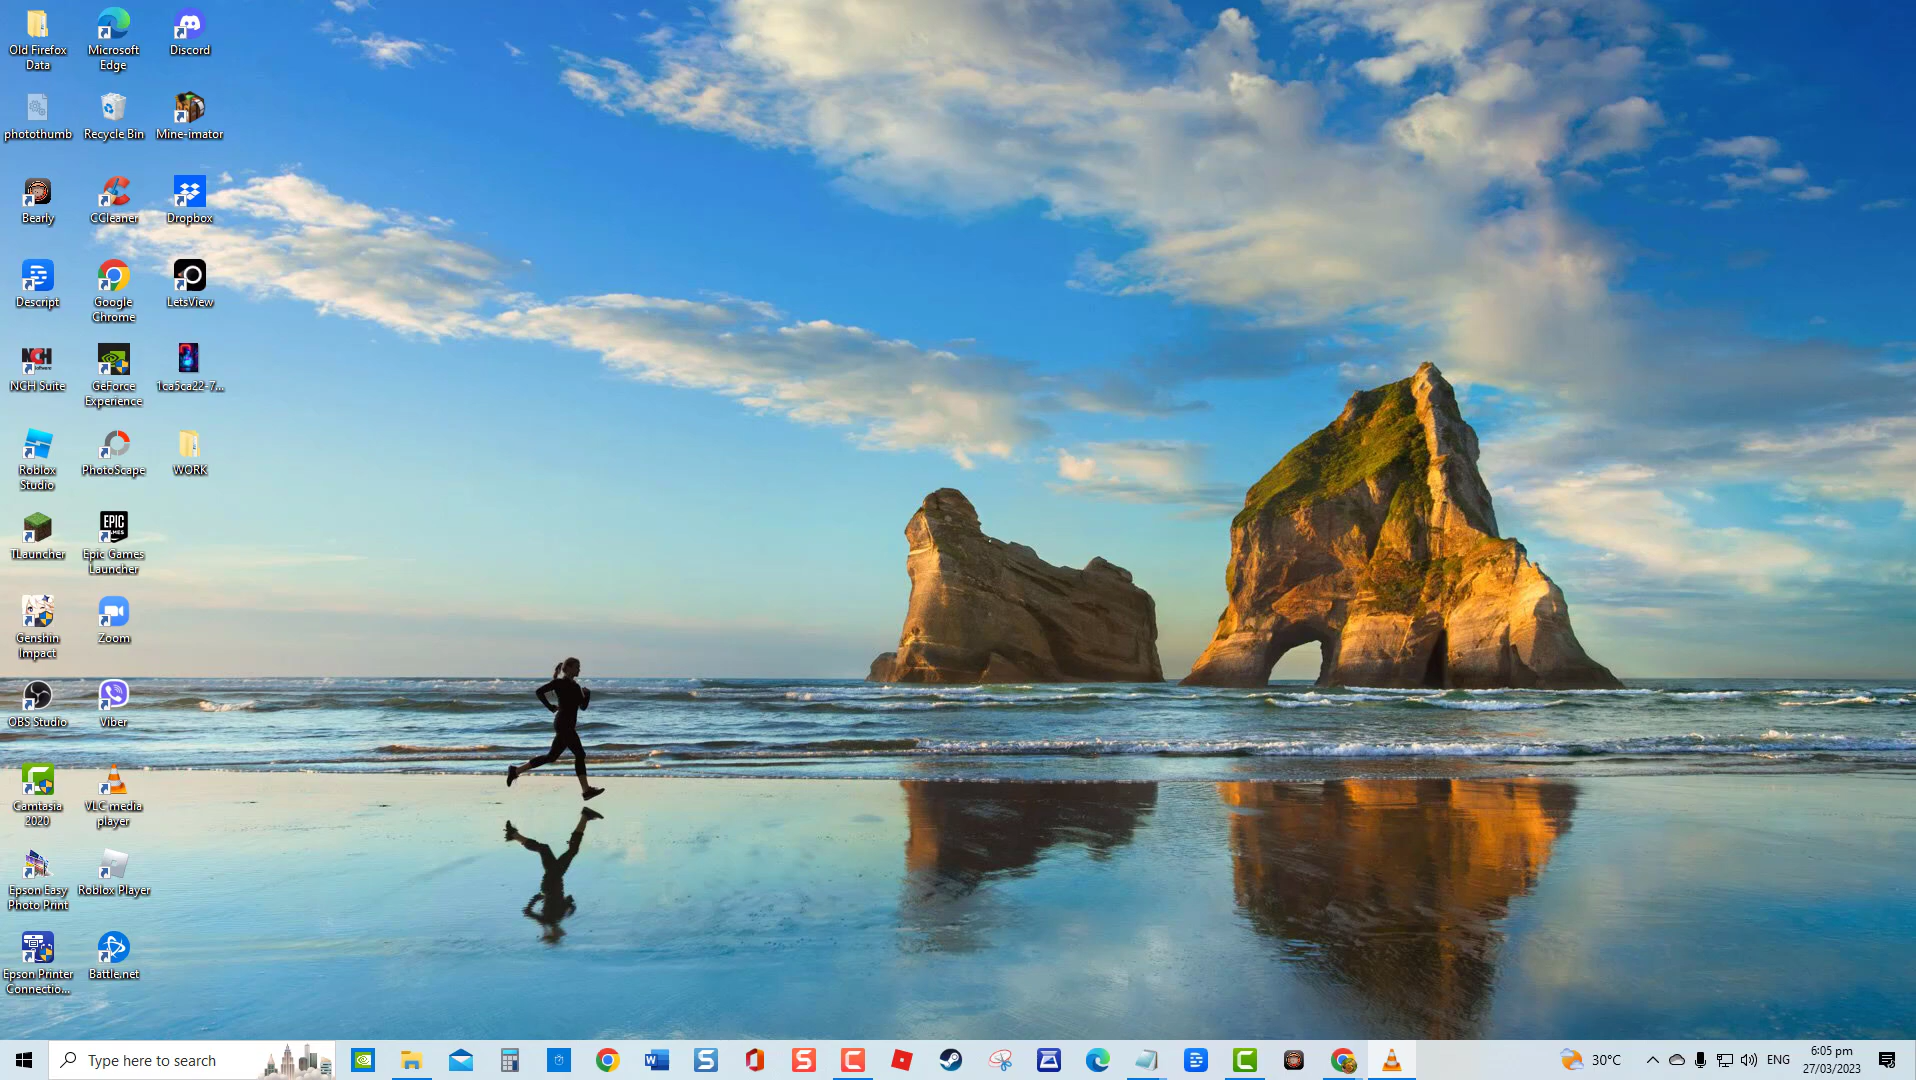 Old Firefox
Data
Microsoft
Edge
Discord
photothumb
Recycle Bin
Mine-imator
Bearly
CCleaner
Dropbox
Descript
Google
Chrome
LetsView
NCH Suite
GeForce
Experience
1ca5ca22-7...
Roblox
Studio
PhotoScape
WORK
TLauncher
Epic Games
Launcher
Genshin
Impact
Zoom
OBS Studio
Viber
Camtasia
2020
VLC media
player
Epson Easy
Photo Print
Roblox Player
Epson Printer
Connectio...
Battle.net
Type here to search
30°C
ENG
6:05 pm
27/03/2023